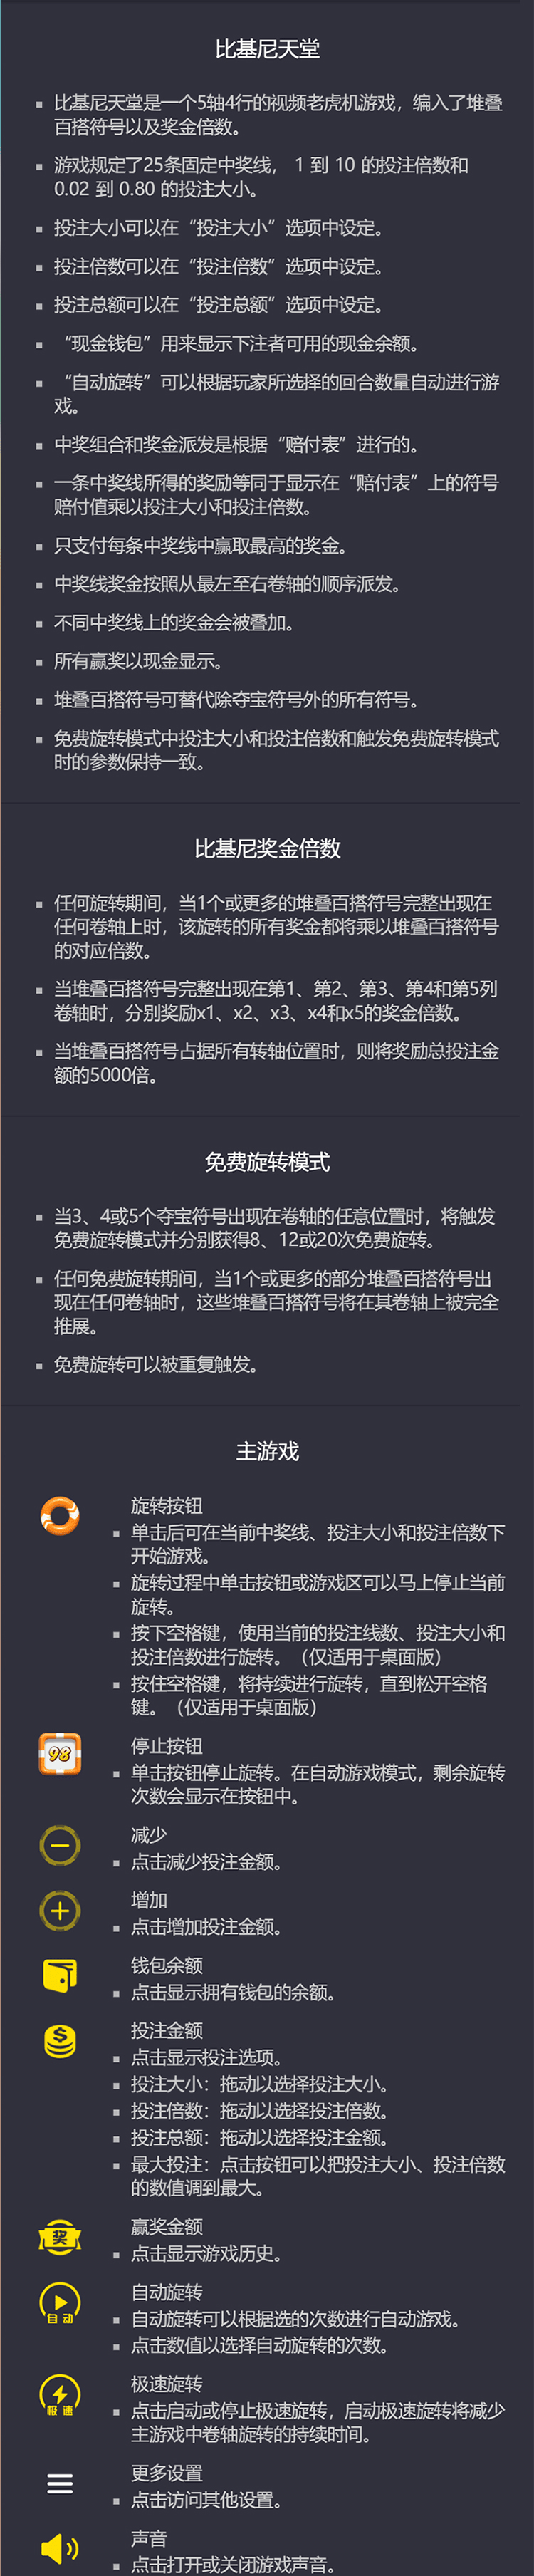 比基尼天堂
比基尼天堂是一个5轴4行的视频老虎机游戏，编入了堆叠
百搭符号以及奖金倍数。
游戏规定了25条固定中奖线， 1 到 10 的投注倍数和
0.02 到 0.80 的投注大小。
投注大小可以在“投注大小”选项中设定。
投注倍数可以在“投注倍数”选项中设定。
投注总额可以在“投注总额”选项中设定。
“现金钱包”用来显示下注者可用的现金余额。
“自动旋转”可以根据玩家所选择的回合数量自动进行游
戏。
中奖组合和奖金派发是根据“赔付表”进行的。
一条中奖线所得的奖励等同于显示在“赔付表”上的符号
赔付值乘以投注大小和投注倍数。
只支付每条中奖线中赢取最高的奖金。
中奖线奖金按照从最左至右卷轴的顺序派发。
不同中奖线上的奖金会被叠加。
所有赢奖以现金显示。
堆叠百搭符号可替代除夺宝符号外的所有符号。
免费旋转模式中投注大小和投注倍数和触发免费旋转模式
时的参数保持一致。
比基尼奖金倍数
任何旋转期间，当1个或更多的堆叠百搭符号完整出现在
任何卷轴上时，该旋转的所有奖金都将乘以堆叠百搭符号
的对应倍数。
当堆叠百搭符号完整出现在第1、第2、第3、第4和第5列
卷轴时，分别奖励x1、x2、x3、x4和x5的奖金倍数。
当堆叠百搭符号占据所有转轴位置时，则将奖励总投注金
额的5000倍。
免费旋转模式
当3、4或5个夺宝符号出现在卷轴的任意位置时，将触发
免费旋转模式并分别获得8、12或20次免费旋转。
任何免费旋转期间，当1个或更多的部分堆叠百搭符号出
现在任何卷轴时，这些堆叠百搭符号将在其卷轴上被完全
推展。
免费旋转可以被重复触发。
主游戏
旋转按钮
单击后可在当前中奖线、投注大小和投注倍数下
开始游戏。
旋转过程中单击按钮或游戏区可以马上停止当前
旋转。
按下空格键，使用当前的投注线数、投注大小和
投注倍数进行旋转。（仅适用于桌面版）
按住空格键，将持续进行旋转，直到松开空格
键。（仅适用于桌面版）
98
停止按钮
单击按钮停止旋转。在自动游戏模式，剩余旋转
次数会显示在按钮中。
减少
点击减少投注金额。
增加
点击增加投注金额。
钱包余额
点击显示拥有钱包的余额。
投注金额
点击显示投注选项。
投注大小：拖动以选择投注大小。
投注倍数：拖动以选择投注倍数。
投注总额：拖动以选择投注金额。
最大投注：点击按钮可以把投注大小、投注倍数
的数值调到最大。
奖
赢奖金额
点击显示游戏历史。
自动
自动旋转
自动旋转可以根据选的次数进行自动游戏。
点击数值以选择自动旋转的次数。
极速
极速旋转
点击启动或停止极速旋转，启动极速旋转将减少
主游戏中卷轴旋转的持续时间。
更多设置
点击访问其他设置。
声音
点击打开或关闭游戏声音。